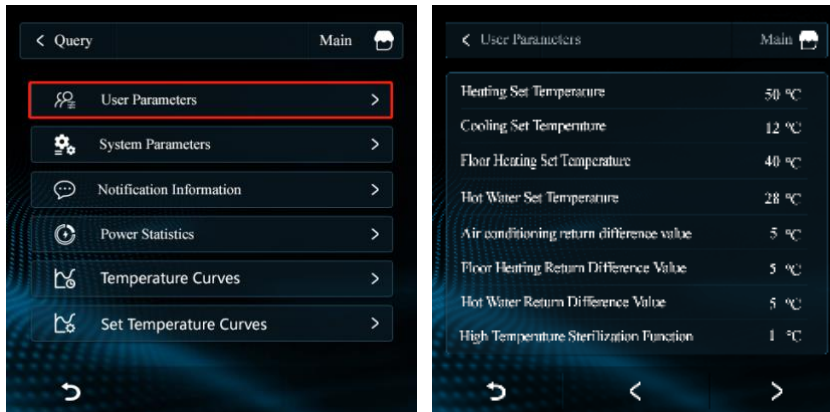 Query Main
User Parameters
System Parameters
Notification Information
Power Statistics
Temperature Curves
Set Temperature Curves
User Parameters Main
Heating Set Temperature 50 ℃
Cooling Set Temperature 12 ℃
Floor Heating Set Temperature 40 ℃
Hot Water Set Temperature 28 ℃
Air conditioning return difference value 5 ℃
Floor Heating Return Difference Value 5 ℃
Hot Water Return Difference Value 5 ℃
High Temperature Sterilization Function 1 ℃